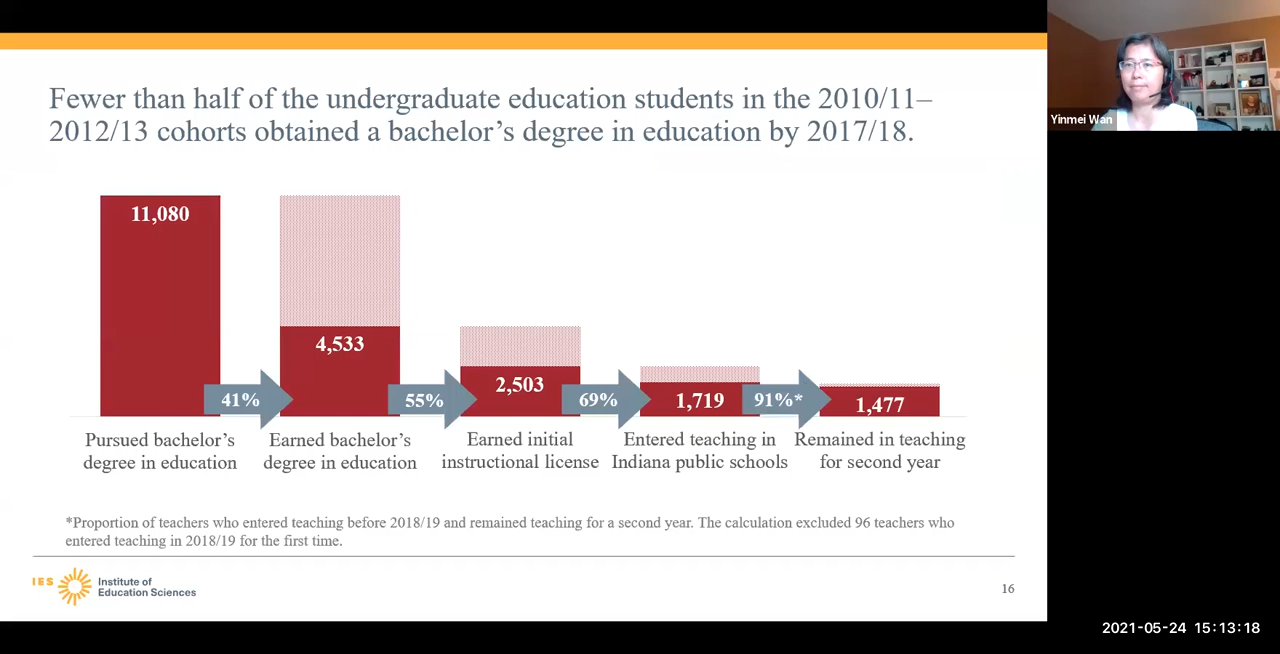 Fewer than half of the undergraduate education students in the 2010/11–
2012/13 cohorts obtained a bachelor's degree in education by 2017/18.
11,080
4,533
2,503
1,719
1,477
41%
55%
69%
91%*
Pursued bachelor's
degree in education
Earned bachelor's
degree in education
Earned initial
instructional license
Entered teaching in
Indiana public schools
Remained in teaching
for second year
*Proportion of teachers who entered teaching before 2018/19 and remained teaching for a second year. The calculation excluded 96 teachers who
entered teaching in 2018/19 for the first time.
IES
Institute of
Education Sciences
16
Yinmei Wan
2021-05-24 15:13:18